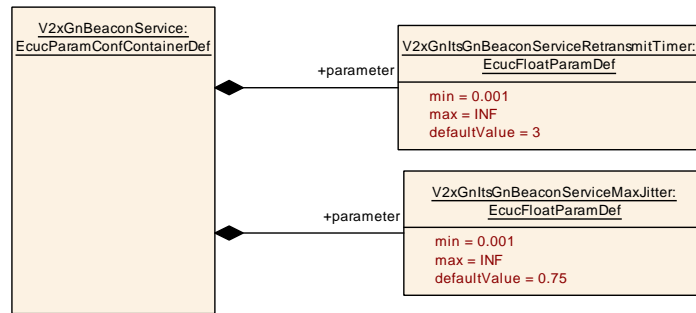 V2xGnBeaconService:
EcucParamConfContainerDef
+parameter
V2xGnItsGnBeaconServiceRetransmitTimer:
EcucFloatParamDef
min = 0.001
max = INF
defaultValue = 3
+parameter
V2xGnItsGnBeaconServiceMaxJitter:
EcucFloatParamDef
min = 0.001
max = INF
defaultValue = 0.75